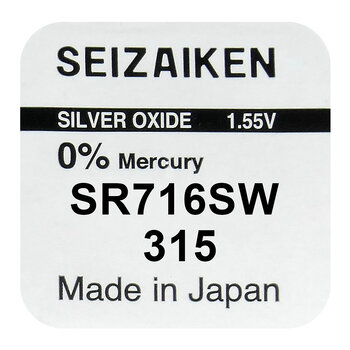 SEIZAIKEN
SILVER OXIDE 1.55V
0% Mercury
SR716SW
315
Made in Japan